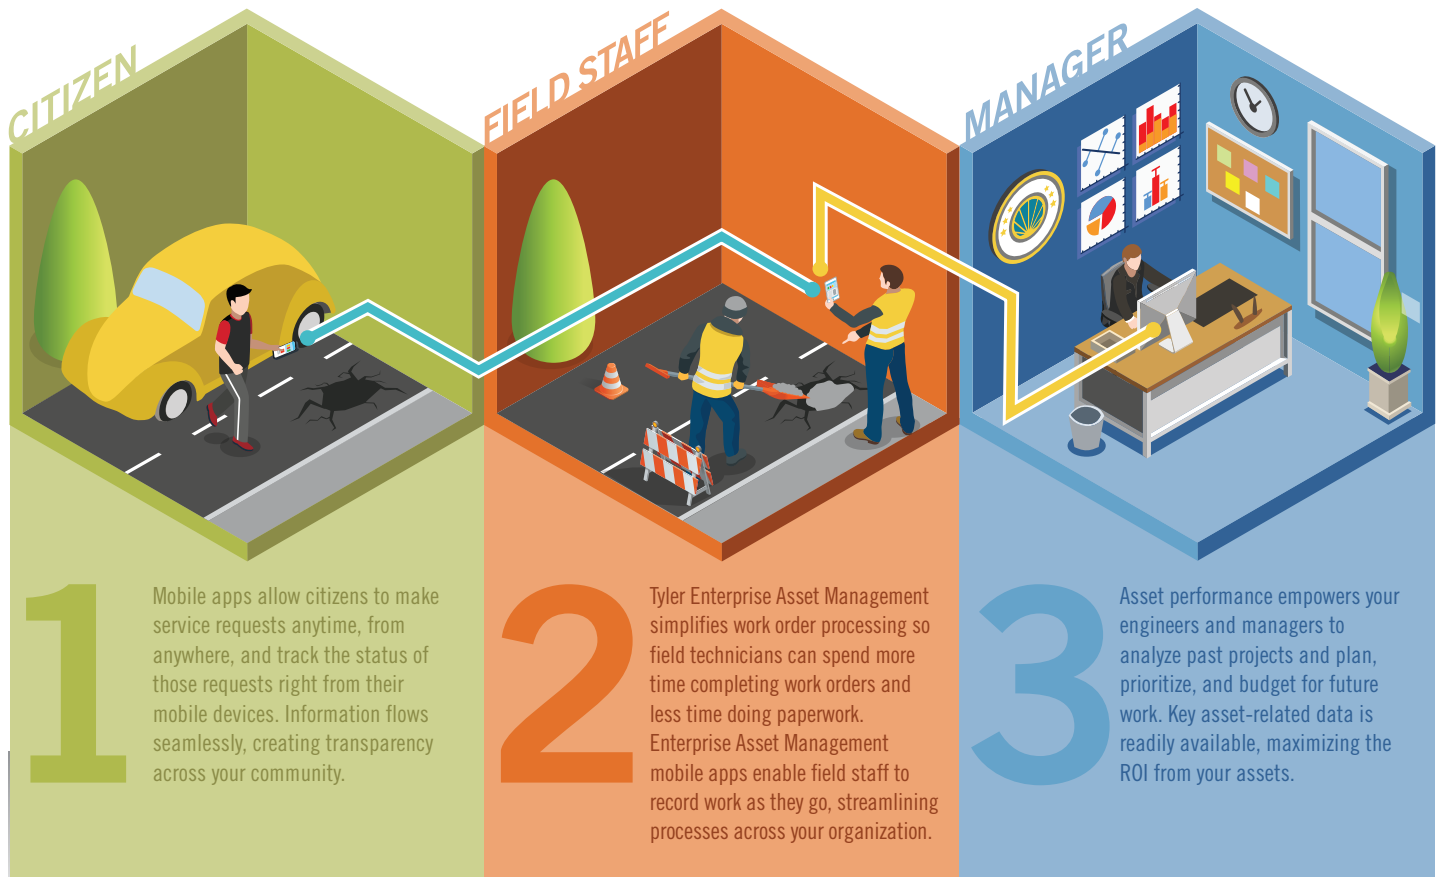 CITIZEN
FIELD STAFF
MANAGER
1
Mobile apps allow citizens to make
service requests anytime, from
anywhere, and track the status of
those requests right from their
mobile devices. Information flows
seamlessly, creating transparency
across your community.
2
Tyler Enterprise Asset Management
simplifies work order processing so
field technicians can spend more
time completing work orders and
less time doing paperwork.
Enterprise Asset Management
mobile apps enable field staff to
record work as they go, streamlining
processes across your organization.
3
Asset performance empowers your
engineers and managers to
analyze past projects and plan,
prioritize, and budget for future
work. Key asset-related data is
readily available, maximizing the
ROI from your assets.